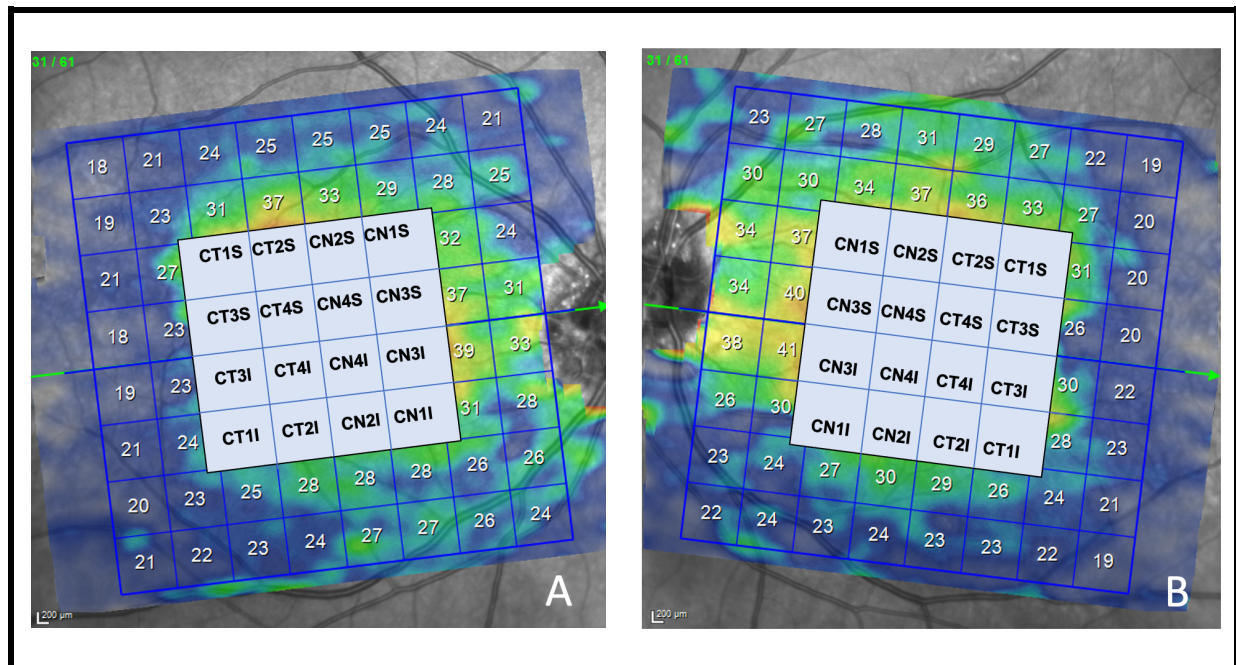 31 / 61
18 21 24 25 25 25 24 21
19 23 31 37 33 29 28 25
21 27 CT1S CT2S CN2S CN1S 32 24
18 23 CT3S CT4S CN4S CN3S 37 31
19 23 CT3I CT4I CN4I CN3I 39 33
21 24 CT1I CT2I CN2I CN1I 31 28
20 23 25 28 28 28 26 26
21 22 23 24 27 27 26 24
A
200 µm
31 / 61
23 27 28 31 29 27 22 19
30 30 34 37 36 33 27 20
34 37 CN1S CN2S CT2S CT1S 31 20
34 40 CN3S CN4S CT4S CT3S 26 20
38 41 CN3I CN4I CT4I CT3I 30 22
26 30 CN1I CN2I CT2I CT1I 28 23
23 24 27 30 29 26 24 21
22 24 23 24 23 23 22 19
B
200 µm